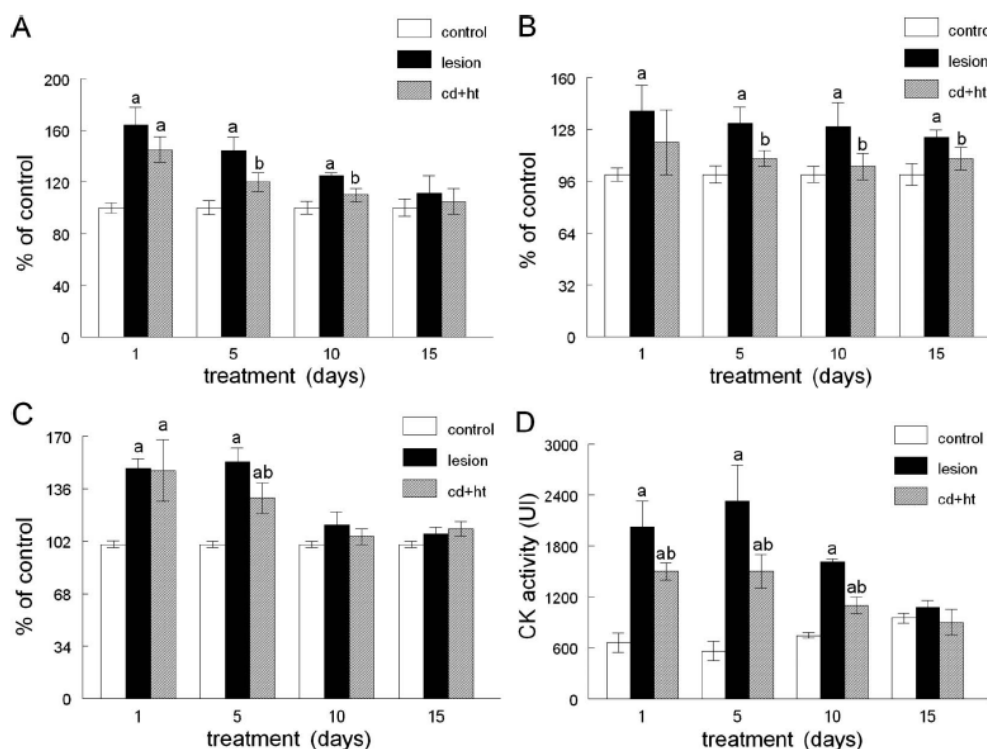 A
control
lesion
cd+ht
200
160
120
80
40
0
% of control
a
a
a
b
a
b
1
5
10
15
treatment (days)
B
control
lesion
cd+ht
160
128
96
64
32
0
% of control
a
a
b
a
b
a
b
1
5
10
15
treatment (days)
C
control
lesion
cd+ht
170
136
102
68
34
0
% of control
a
a
a
ab
1
5
10
15
treatment (days)
D
control
lesion
cd+ht
3000
2400
1800
1200
600
0
CK activity (UI)
a
ab
a
ab
a
ab
1
5
10
15
treatment (days)